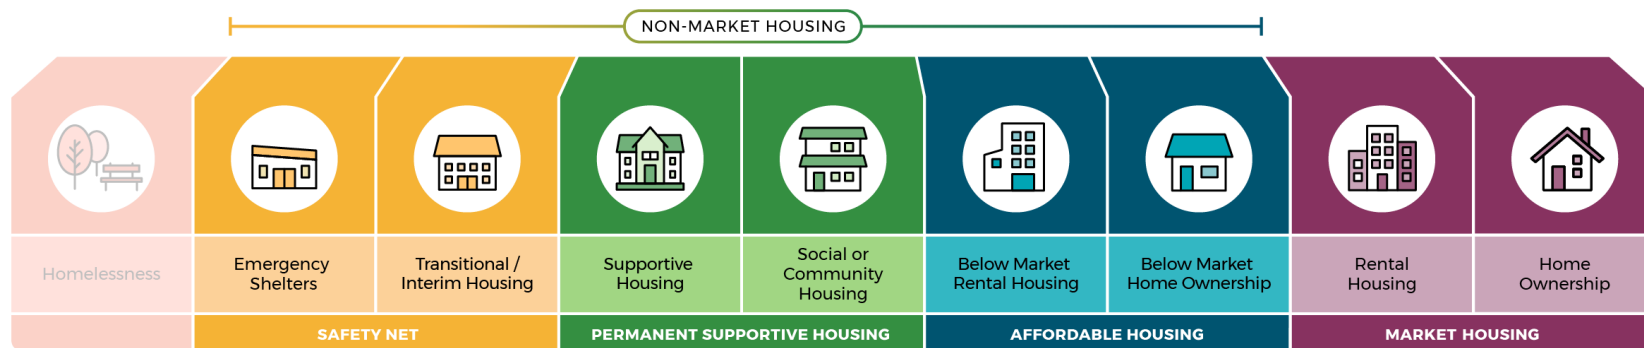 NON-MARKET HOUSING
Homelessness
Emergency
Shelters
Transitional /
Interim Housing
Supportive
Housing
Social or
Community
Housing
Below Market
Rental Housing
Below Market
Home Ownership
Rental
Housing
Home
Ownership
SAFETY NET
PERMANENT SUPPORTIVE HOUSING
AFFORDABLE HOUSING
MARKET HOUSING